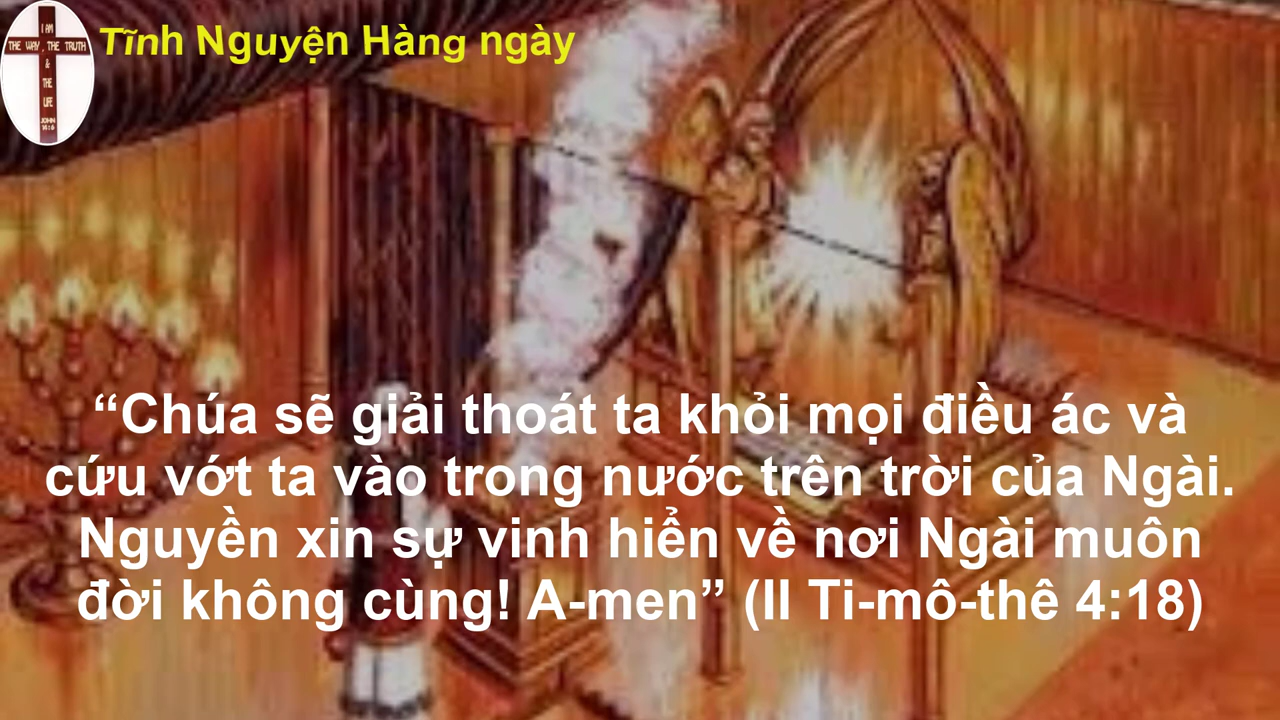 I AM
THE WAY, THE TRUTH
&
THE
LIFE
JOHN
14:6
Tĩnh Nguyện Hàng ngày
“Chúa sẽ giải thoát ta khỏi mọi điều ác và
cứu vớt ta vào trong nước trên trời của Ngài.
Nguyền xin sự vinh hiển về nơi Ngài muôn
đời không cùng! A-men” (II Ti-mô-thê 4:18)